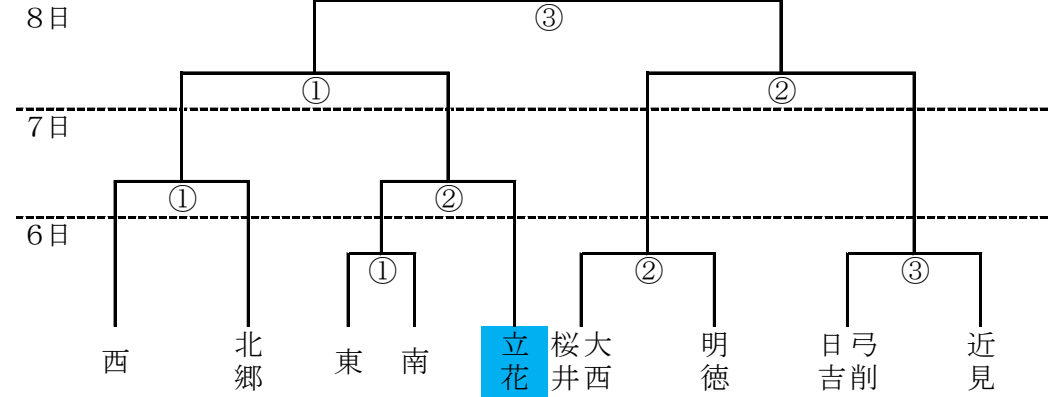 8日
③
① ②
7日
① ②
6日
① ② ③
西
北郷
東
南
立花
大西
桜井
明徳
弓削
日吉
近見